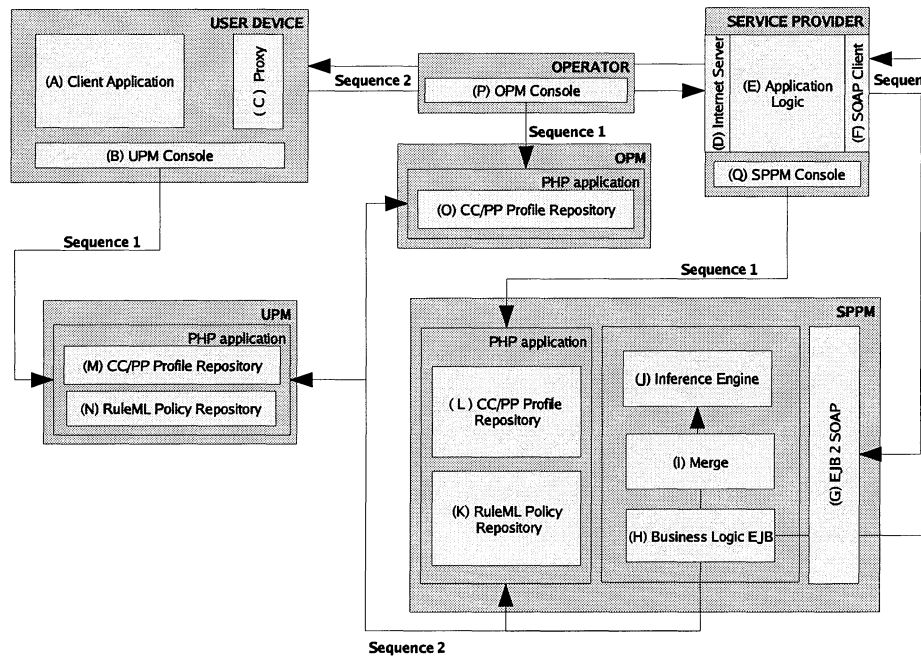 USER DEVICE
(A) Client Application
(C ) Proxy
(B) UPM Console
Sequence 2
OPERATOR
(P) OPM Console
Sequence 1
SERVICE PROVIDER
(D) Internet Server
(E) Application
Logic
(F) SOAP Client
(Q) SPPM Console
Sequen
OPM
PHP application
(O) CC/PP Profile Repository
Sequence 1
Sequence 1
UPM
PHP application
(M) CC/PP Profile Repository
(N) RuleML Policy Repository
SPPM
PHP application
( L ) CC/PP Profile
Repository
(K) RuleML Policy
Repository
(J) Inference Engine
(I) Merge
(H) Business Logic EJB
(G) EJB 2 SOAP
Sequence 2